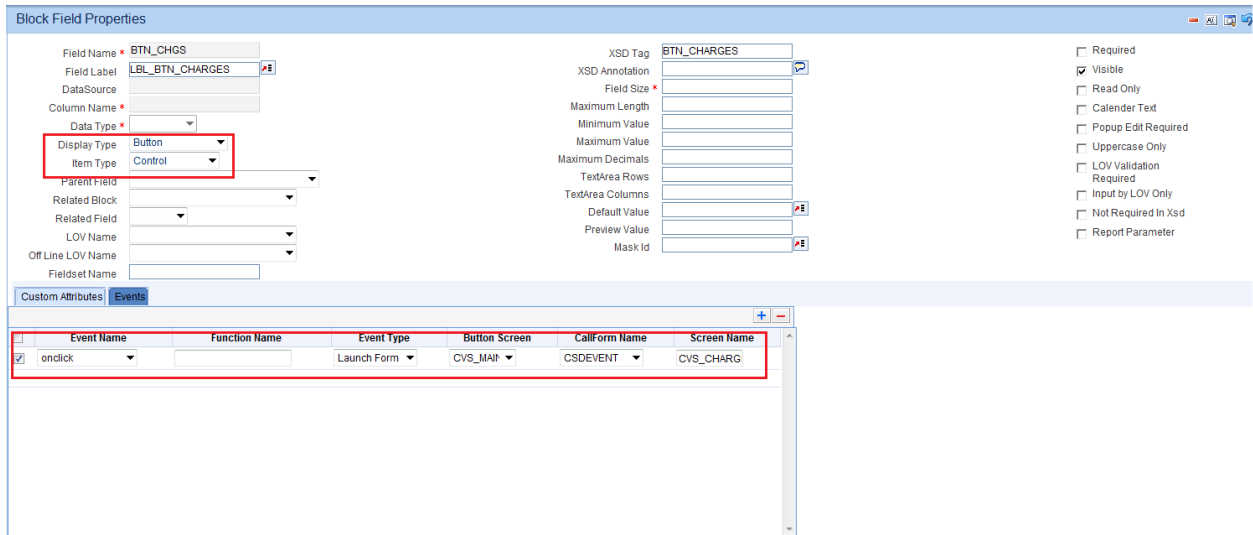 Block Field Properties
Field Name * BTN_CHGS
Field Label LBL_BTN_CHARGES
DataSource
Column Name *
Data Type *
Display Type Button
Item Type Control
Parent Field
Related Block
Related Field
LOV Name
Off Line LOV Name
Fieldset Name
XSD Tag BTN_CHARGES
XSD Annotation
Field Size *
Maximum Length
Minimum Value
Maximum Value
Maximum Decimals
TextArea Rows
TextArea Columns
Default Value
Preview Value
Mask Id
Required
Visible
Read Only
Calender Text
Popup Edit Required
Uppercase Only
LOV Validation
Required
Input by LOV Only
Not Required In Xsd
Report Parameter
Custom Attributes Events
Event Name Function Name Event Type Button Screen CallForm Name Screen Name
onclick Launch Form CVS_MAIN CSDEVENT CVS_CHARG